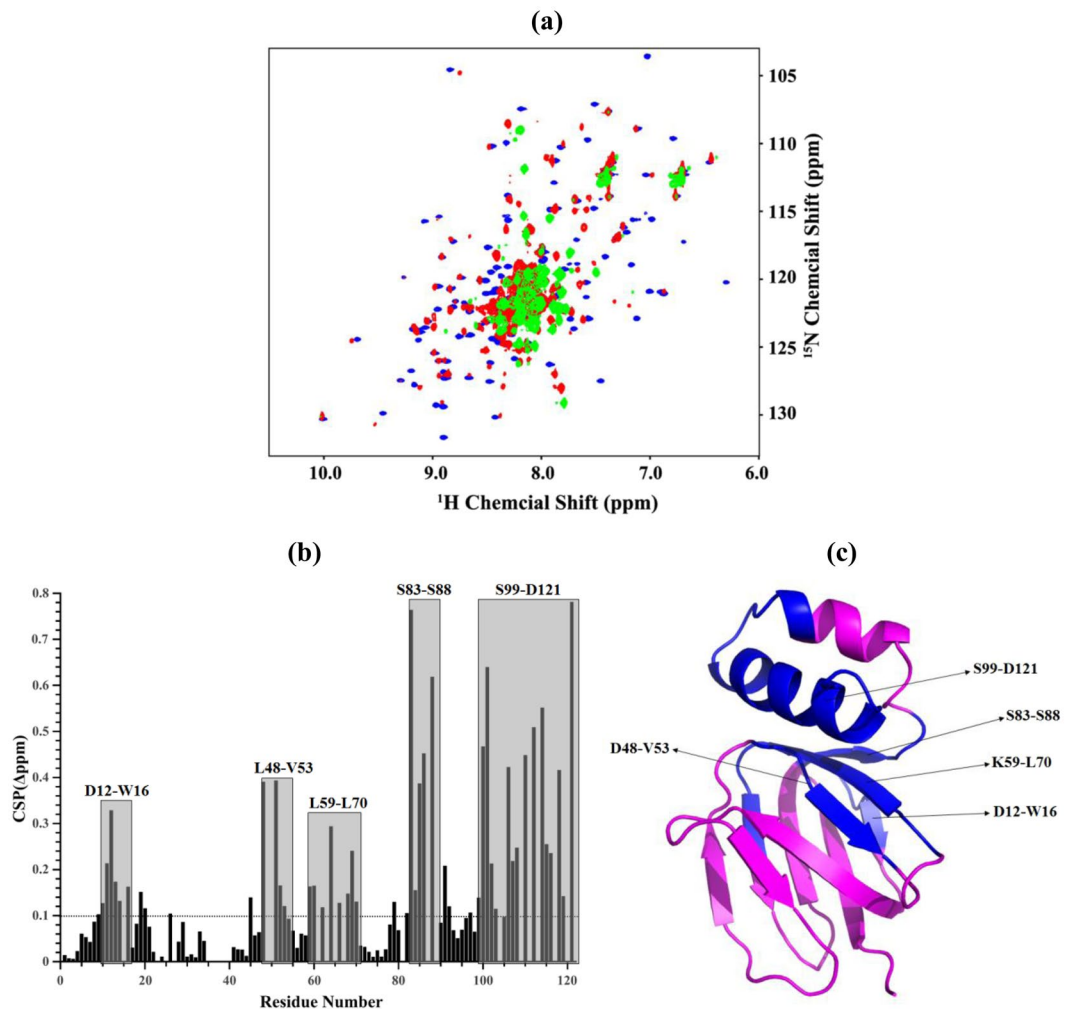 (a)
105
110
115
120
125
130
¹⁵N Chemcial Shift (ppm)
10.0 9.0 8.0 7.0 6.0
¹H Chemcial Shift (ppm)
(b)
0.8
0.7
0.6
0.5
0.4
0.3
0.2
0.1
0
CSP(Δppm)
D12-W16
L48-V53
L59-L70
S83-S88
S99-D121
0 20 40 60 80 100 120
Residue Number
(c)
S99-D121
S83-S88
D48-V53
K59-L70
D12-W16